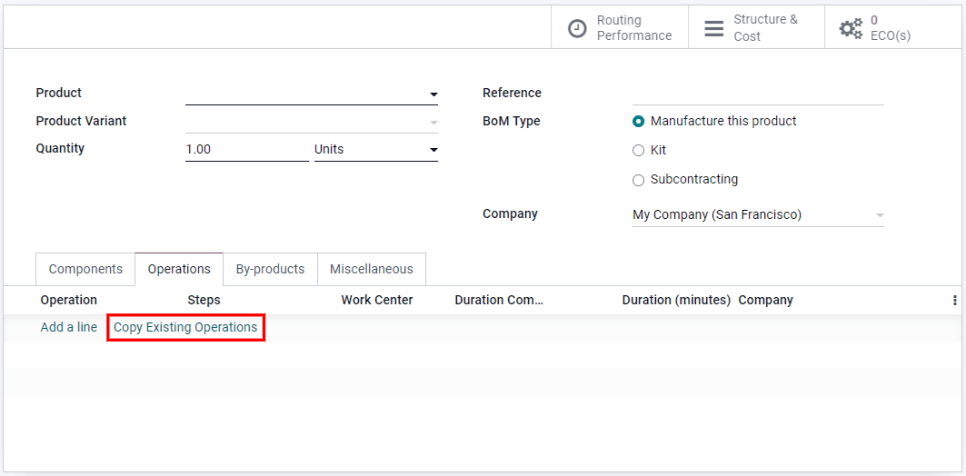 Routing Performance
Structure & Cost
0 ECO(s)
Product
Reference
Product Variant
BoM Type
Manufacture this product
Quantity
1.00
Units
Kit
Subcontracting
Company
My Company (San Francisco)
Components
Operations
By-products
Miscellaneous
Operation
Steps
Work Center
Duration Com...
Duration (minutes)
Company
Add a line
Copy Existing Operations